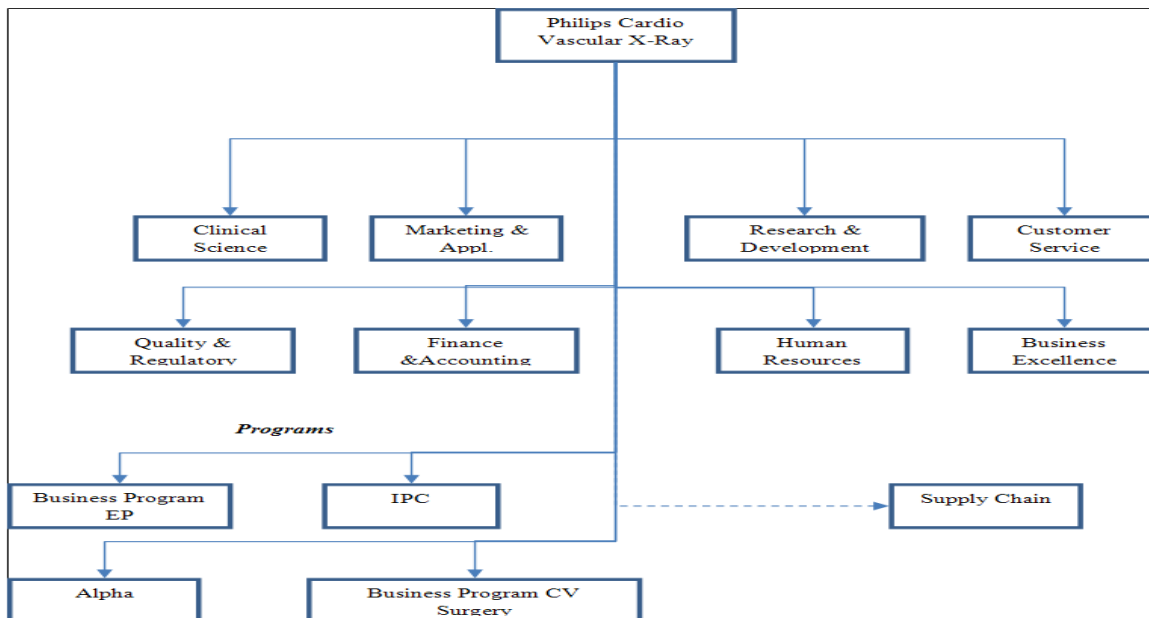 Philips Cardio
Vascular X-Ray
Clinical
Science
Marketing &
Appl.
Research &
Development
Customer
Service
Quality &
Regulatory
Finance
&Accounting
Human
Resources
Business
Excellence
Programs
Business Program
EP
IPC
Supply Chain
Alpha
Business Program CV
Surgery